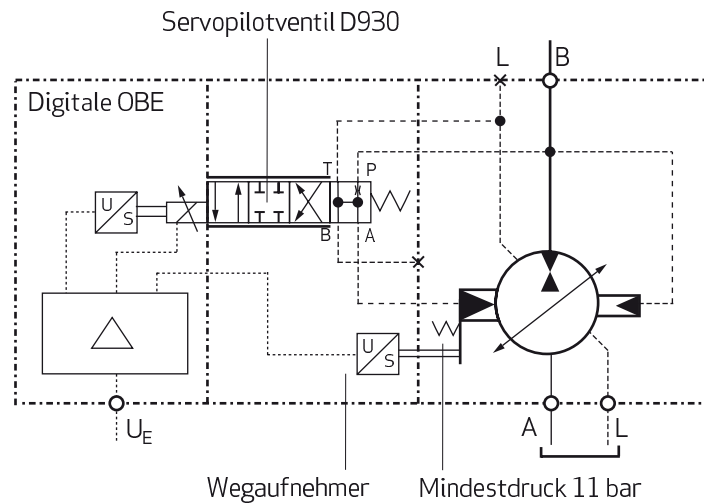 Servopilotventil D930
L
B
Digitale OBE
T
P
U
S
B
A
U
S
U_E
A
L
Wegaufnehmer
Mindestdruck 11 bar